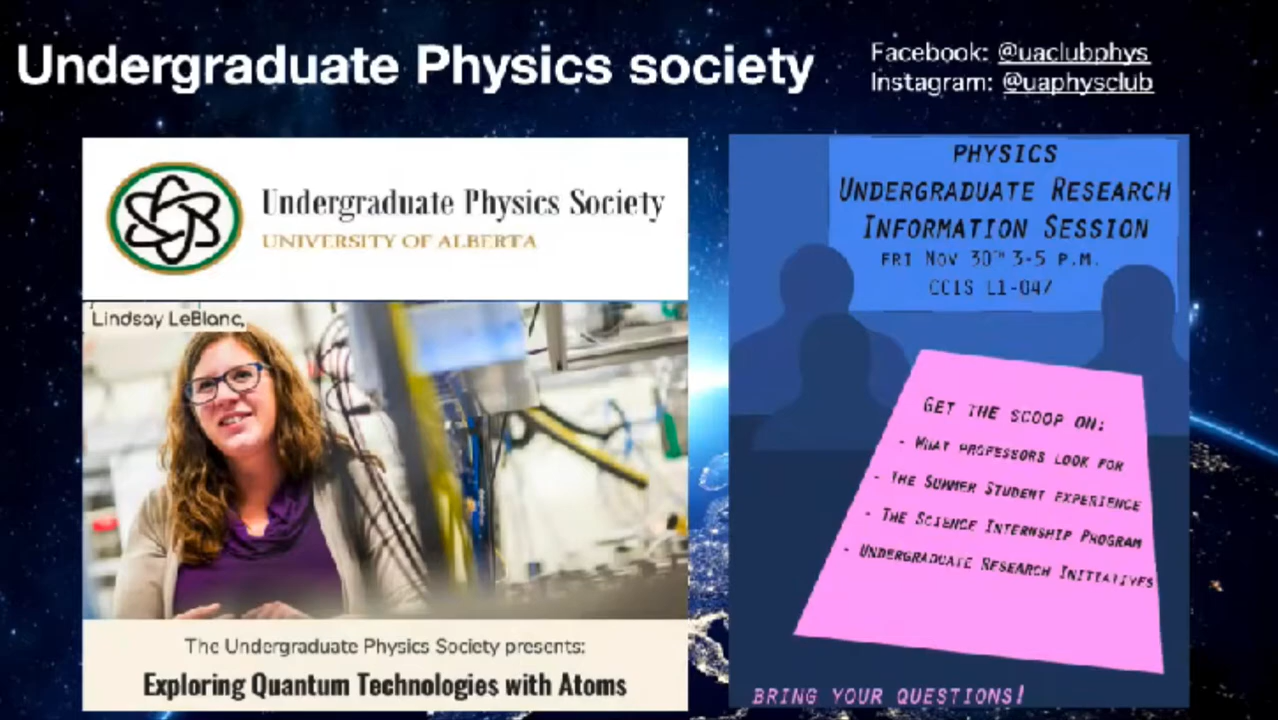 Undergraduate Physics society
Facebook: @uaclubphys
Instagram: @uaphysclub
Undergraduate Physics Society
UNIVERSITY OF ALBERTA
Lindsay LeBlanc,
The Undergraduate Physics Society presents:
Exploring Quantum Technologies with Atoms
PHYSICS
UNDERGRADUATE RESEARCH
INFORMATION SESSION
FRI NOV 30TH 3-5 P.M.
CCIS L1-047
GET THE SCOOP ON:
- WHAT PROFESSORS LOOK FOR
- THE SUMMER STUDENT EXPERIENCE
- THE SCIENCE INTERNSHIP PROGRAM
- UNDERGRADUATE RESEARCH INITIATIVES
BRING YOUR QUESTIONS!